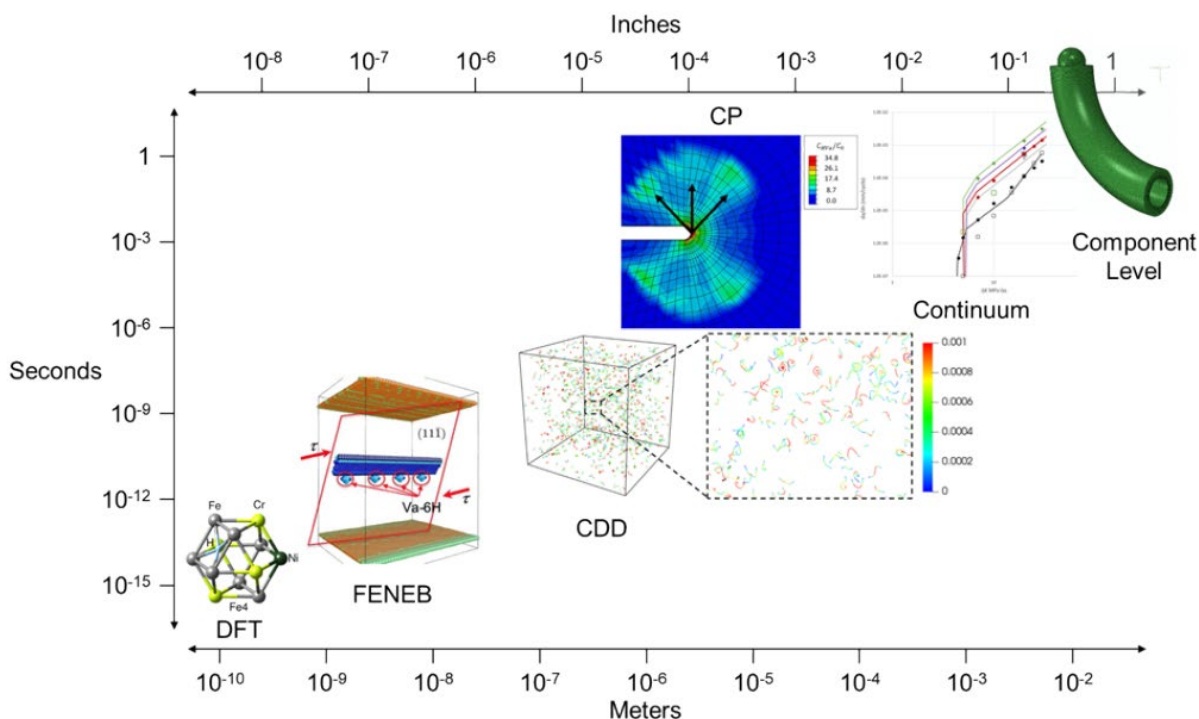 Inches
10-8 10-7 10-6 10-5 10-4 10-3 10-2 10-1 1
CP
CMPa/C0
34.8
26.1
17.4
8.7
0.0
1
10-3
10-6
Seconds
10-9
10-12
10-15
Component
Level
1
10
Continuum
0.001
0.0008
0.0006
0.0004
0.0002
0
(111̄)
τ
τ
Va-6H
FENEB
CDD
Fe Cr
H
Ni
Fe4
DFT
10-10 10-9 10-8 10-7 10-6 10-5 10-4 10-3 10-2
Meters